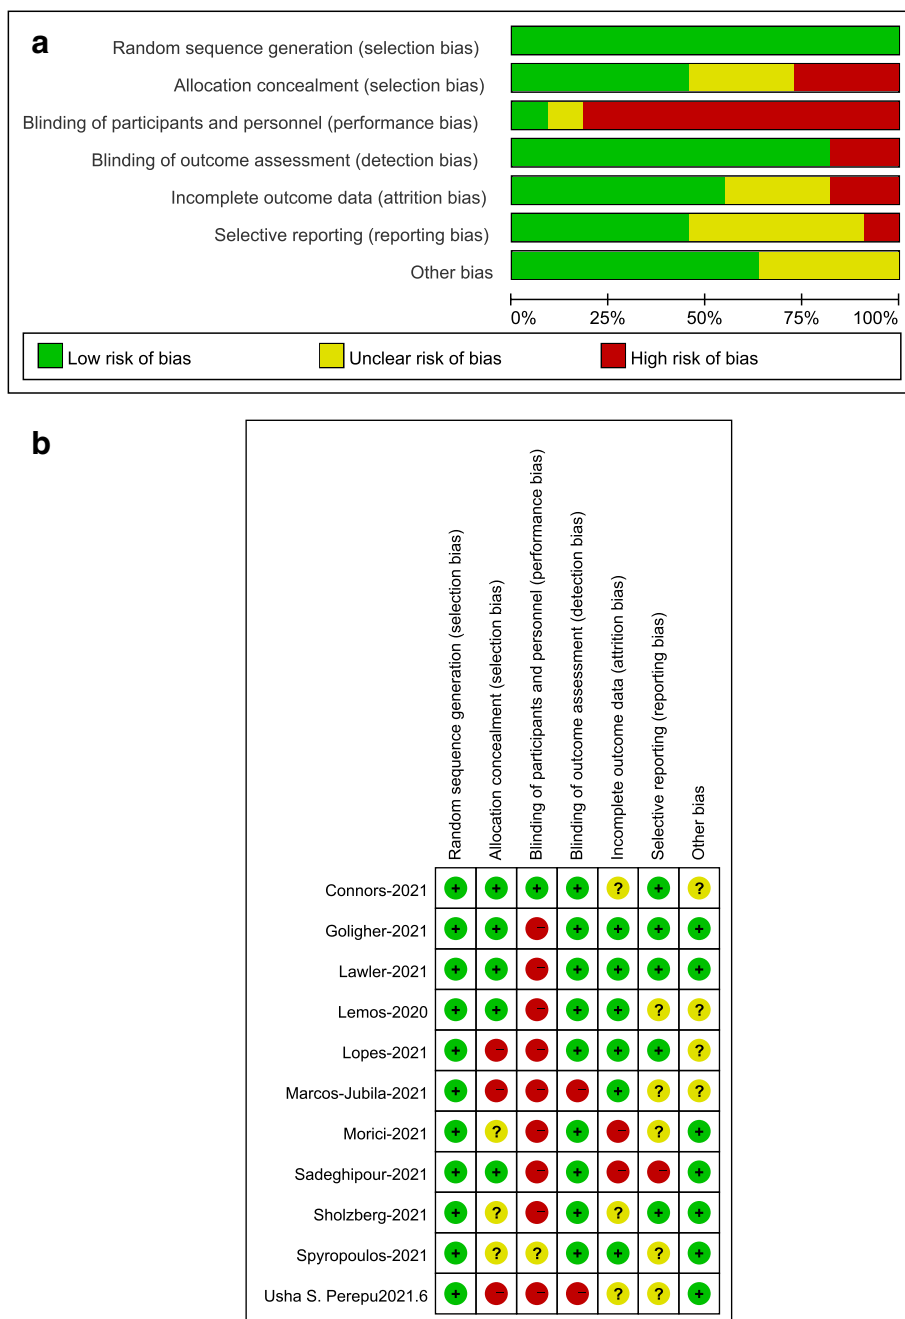 a
Random sequence generation (selection bias)
Allocation concealment (selection bias)
Blinding of participants and personnel (performance bias)
Blinding of outcome assessment (detection bias)
Incomplete outcome data (attrition bias)
Selective reporting (reporting bias)
Other bias
0% 25% 50% 75% 100%
Low risk of bias Unclear risk of bias High risk of bias
b
Random sequence generation (selection bias)
Allocation concealment (selection bias)
Blinding of participants and personnel (performance bias)
Blinding of outcome assessment (detection bias)
Incomplete outcome data (attrition bias)
Selective reporting (reporting bias)
Other bias
Connors-2021 + + + + ? + ?
Goligher-2021 + + - + + + +
Lawler-2021 + + - + + + +
Lemos-2020 + + - + + ? ?
Lopes-2021 + - - + + + ?
Marcos-Jubila-2021 + - - - + ? ?
Morici-2021 + ? - + - ? +
Sadeghipour-2021 + + - + - - +
Sholzberg-2021 + ? - + ? + +
Spyropoulos-2021 + ? ? + + ? +
Usha S. Perepu2021.6 + - - - ? ? +